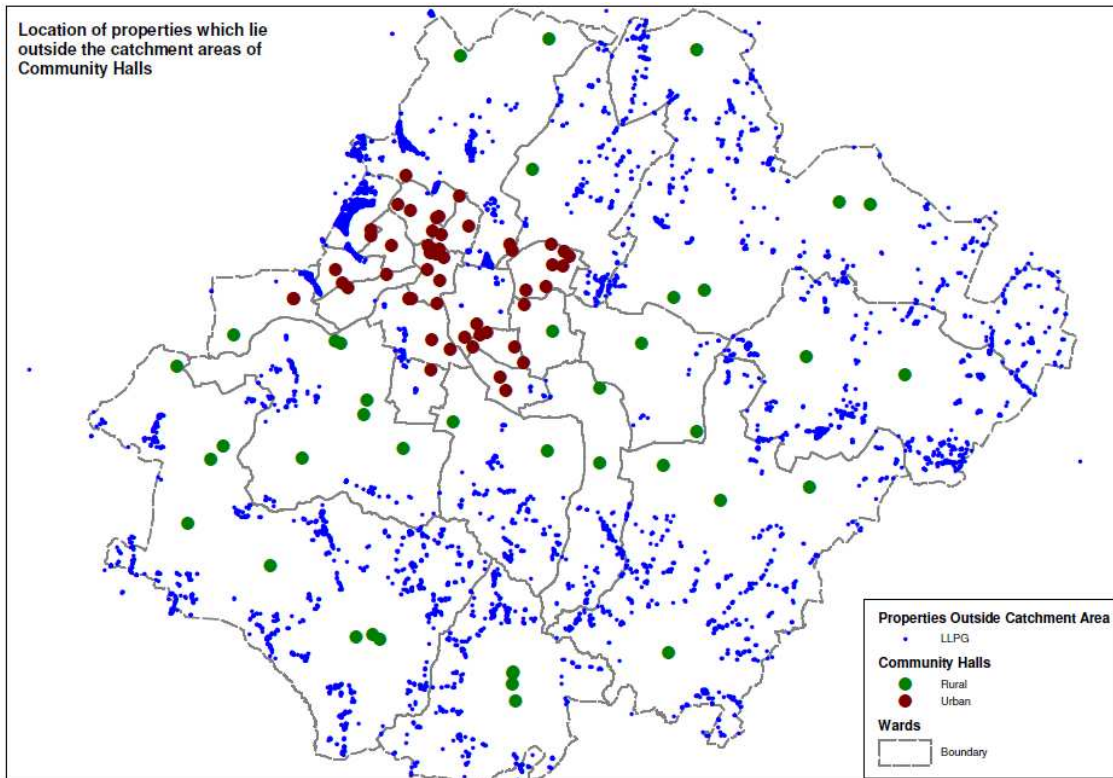 Location of properties which lie
outside the catchment areas of
Community Halls
Properties Outside Catchment Area
LLPG
Community Halls
Rural
Urban
Wards
Boundary